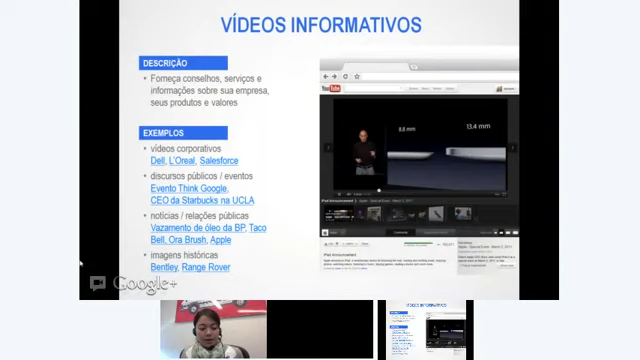 VÍDEOS INFORMATIVOS
DESCRIÇÃO
• Forneça conselhos, serviços e
informações sobre sua empresa,
seus produtos e valores
EXEMPLOS
• vídeos corporativos
Dell, L'Oreal, Salesforce
• discursos públicos / eventos
Evento Think Google,
CEO da Starbucks na UCLA
• notícias / relações públicas
Vazamento de óleo da BP, Taco
Bell, Ora Brush, Apple
• imagens históricas
Bentley, Range Rover
YouTube
8,8 mm
13,4 mm
iPad Announcement
Google+
VÍDEOS INFORMATIVOS